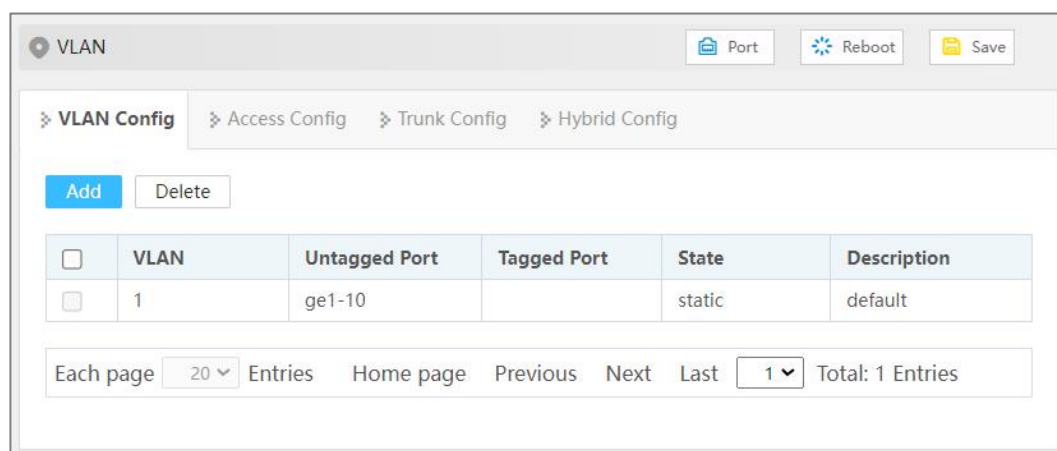 VLAN Port Reboot Save
VLAN Config Access Config Trunk Config Hybrid Config
Add Delete
VLAN Untagged Port Tagged Port State Description
1 ge1-10 static default
Each page 20 Entries Home page Previous Next Last 1 Total: 1 Entries